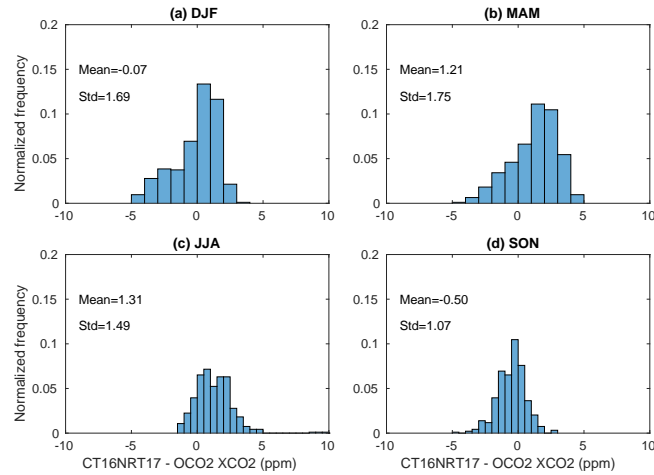 (a) DJF
(b) MAM
0.2
0.15
0.1
0.05
0
Normalized frequency
Mean=-0.07
Std=1.69
-10
-5
0
5
10
0.2
0.15
0.1
0.05
0
Mean=1.21
Std=1.75
-10
-5
0
5
10
(c) JJA
(d) SON
0.2
0.15
0.1
0.05
0
Normalized frequency
Mean=1.31
Std=1.49
-10
-5
0
5
10
CT16NRT17 - OCO2 XCO2 (ppm)
0.2
0.15
0.1
0.05
0
Mean=-0.50
Std=1.07
-10
-5
0
5
10
CT16NRT17 - OCO2 XCO2 (ppm)